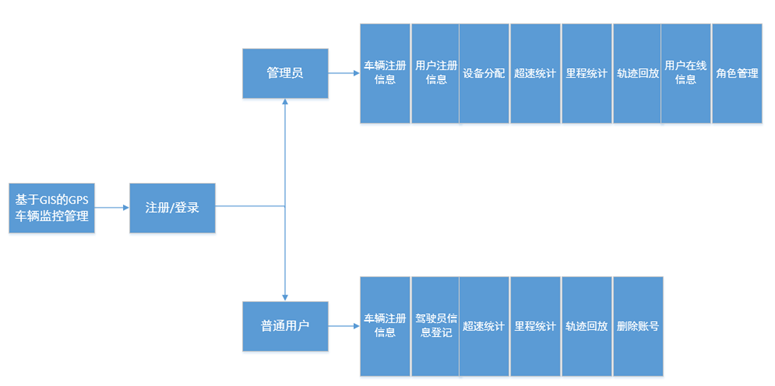 管理员
车辆注册
信息
用户注册
信息
设备分配
超速统计
里程统计
轨迹回放
用户在线
信息
角色管理
基于GIS的GPS
车辆监控管理
注册/登录
普通用户
车辆注册
信息
驾驶员信
息登记
超速统计
里程统计
轨迹回放
删除账号